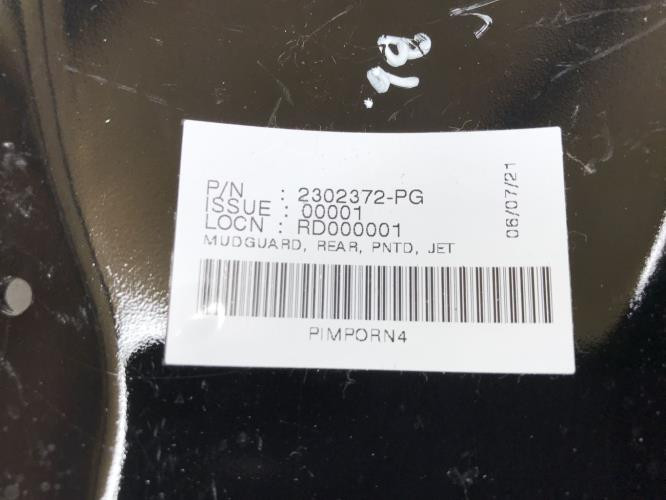 P/N : 2302372-PG
ISSUE : 00001
LOCN : RD000001
MUDGUARD, REAR, PNTD, JET
PIMPORN4
06/07/21